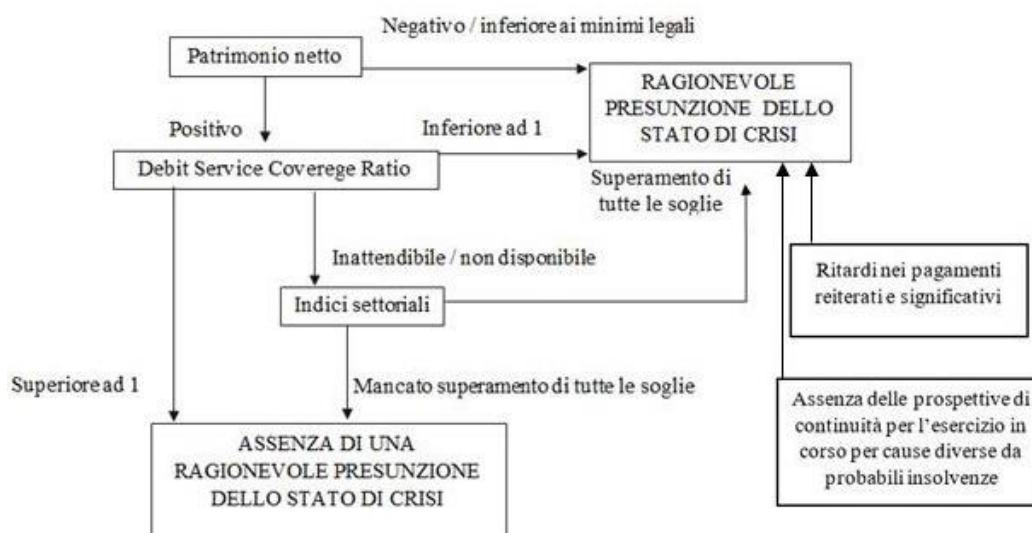 Negativo / inferiore ai minimi legali
Patrimonio netto
RAGIONEVOLE
PRESUNZIONE DELLO
STATO DI CRISI
Positivo
Inferiore ad 1
Debit Service Coverege Ratio
Superamento di
tutte le soglie
Inattendibile / non disponibile
Ritardi nei pagamenti
reiterati e significativi
Indici settoriali
Superiore ad 1
Mancato superamento di tutte le soglie
Assenza delle prospettive di
continuità per l'esercizio in
corso per cause diverse da
probabili insolvenze
ASSENZA DI UNA
RAGIONEVOLE PRESUNZIONE
DELLO STATO DI CRISI